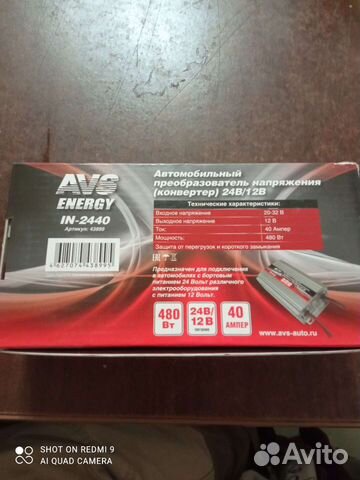 AVS
ENERGY
IN-2440
Артикул: 43899
4627074438995
Автомобильный
преобразователь напряжения
(конвертер) 24В/12В
Технические характеристики:
Входное напряжение 20-32 В
Выходное напряжение 12 В
Ток: 40 Ампер
Мощность: 480 Вт
Защита от перегрузок и короткого замыкания
Предназначен для подключения
в автомобилях с бортовым
питанием 24 Вольт различного
электрооборудования
с питанием 12 Вольт.
480
Вт
24В/
12В
питание
40
АМПЕР
www.avs-auto.ru
SHOT ON REDMI 9
AI QUAD CAMERA
Avito